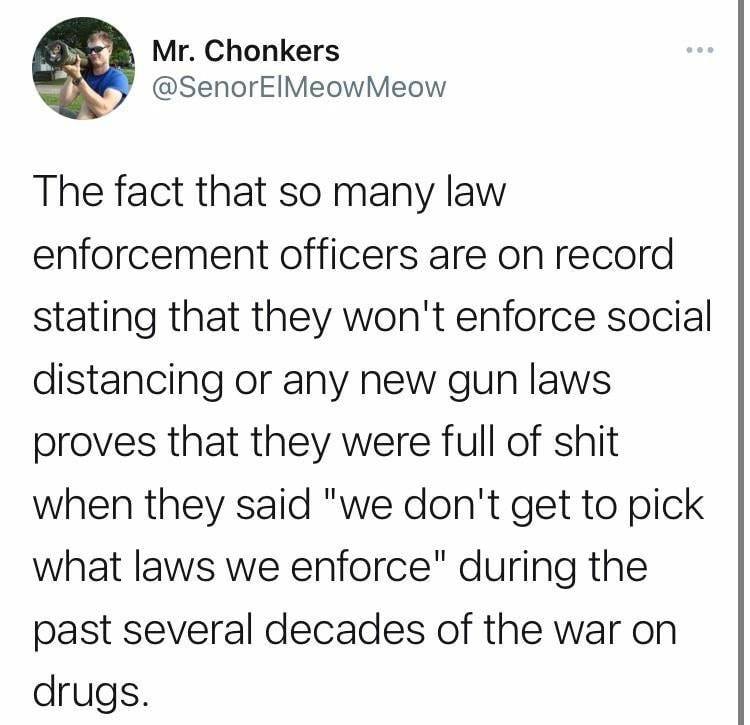 Mr. Chonkers
@SenorElMeowMeow
The fact that so many law
enforcement officers are on record
stating that they won't enforce social
distancing or any new gun laws
proves that they were full of shit
when they said "we don't get to pick
what laws we enforce" during the
past several decades of the war on
drugs.